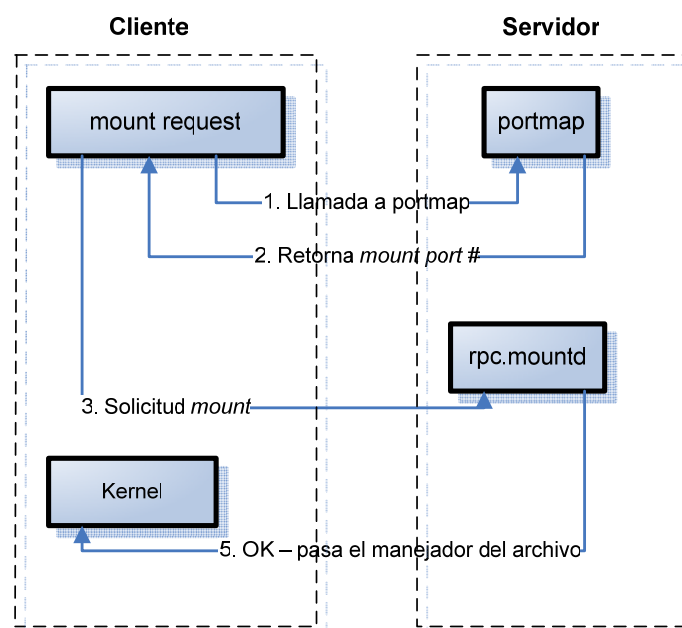 Cliente
Servidor
mount request
portmap
1. Llamada a portmap
2. Retorna mount port #
rpc.mountd
3. Solicitud mount
Kernel
5. OK – pasa el manejador del archivo